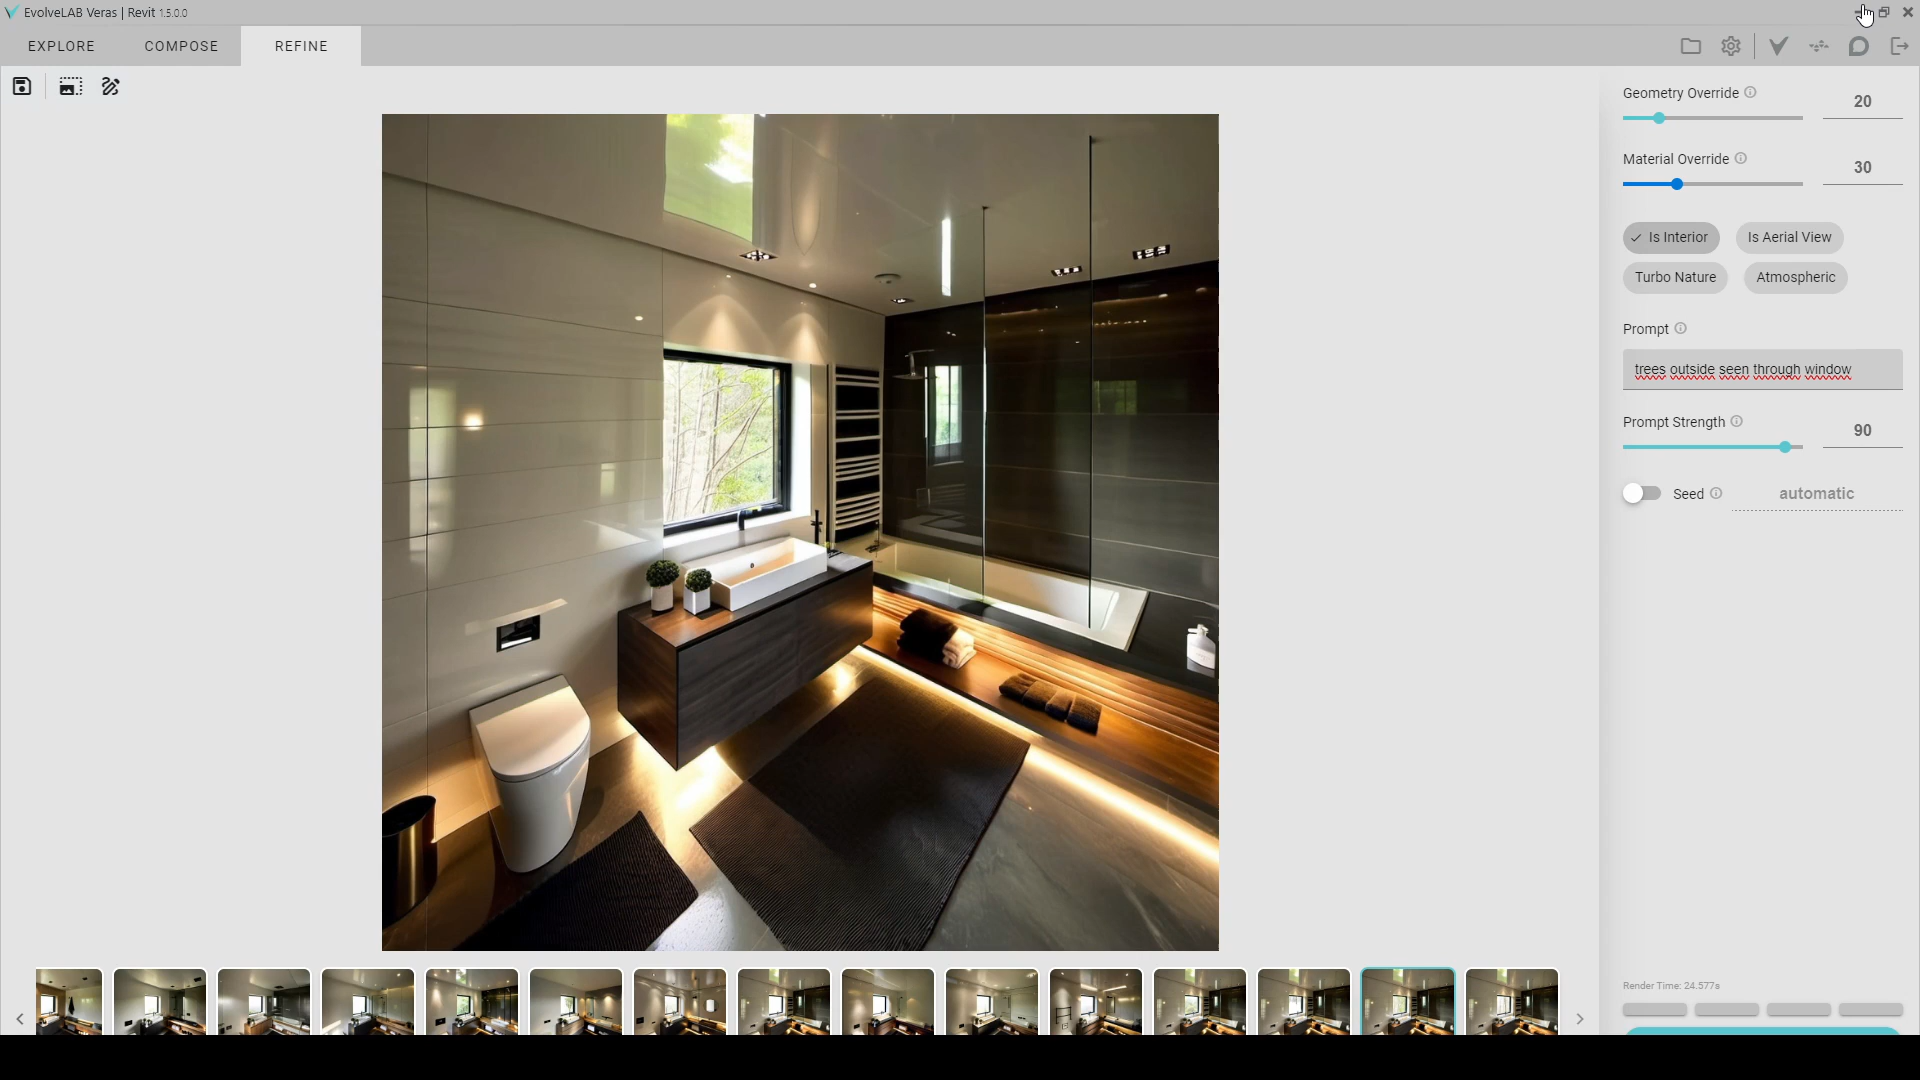 EvolveLAB Veras | Revit 1.5.0.0
EXPLORE COMPOSE REFINE
Geometry Override 20
Material Override 30
Is Interior Is Aerial View
Turbo Nature Atmospheric
Prompt
trees outside seen through window
Prompt Strength 90
Seed automatic
Render Time: 24.577s